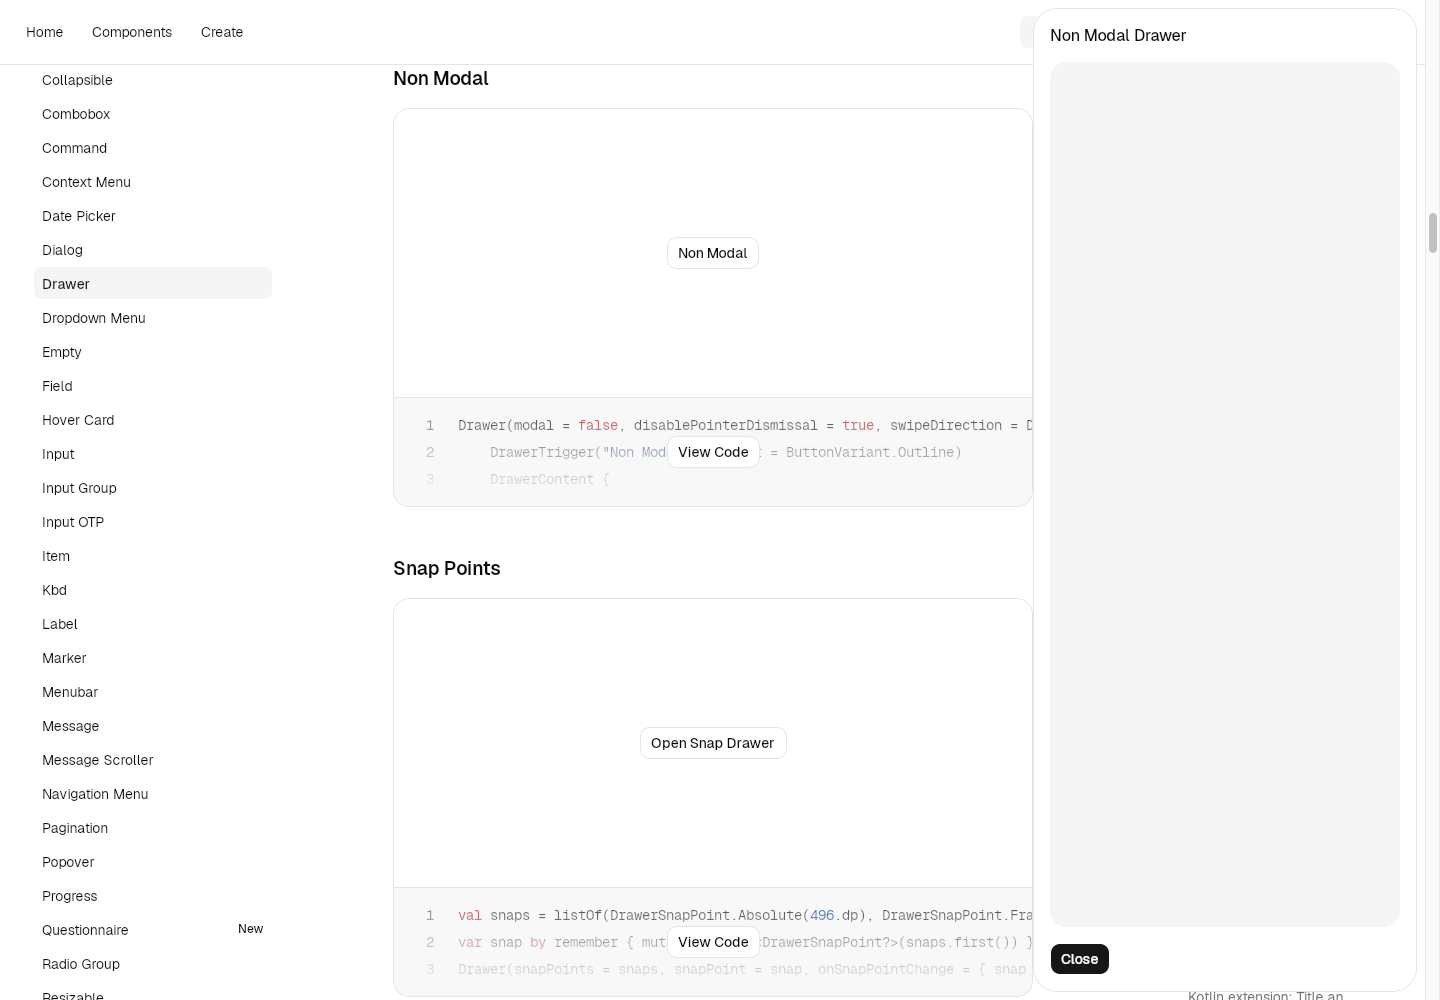 Home Components Create
Collapsible
Combobox
Command
Context Menu
Date Picker
Dialog
Drawer
Dropdown Menu
Empty
Field
Hover Card
Input
Input Group
Input OTP
Item
Kbd
Label
Marker
Menubar
Message
Message Scroller
Navigation Menu
Pagination
Popover
Progress
Questionnaire New
Radio Group
Resizable
Non Modal
Non Modal
1 Drawer(modal = false, disablePointerDismissal = true, swipeDirection = D
2 DrawerTrigger("Non Mod = ButtonVariant.Outline)
View Code
3 DrawerContent {
Snap Points
Open Snap Drawer
1 val snaps = listOf(DrawerSnapPoint.Absolute(496.dp), DrawerSnapPoint.Fra
2 var snap by remember { mut DrawerSnapPoint?>(snaps.first()) }
View Code
3 Drawer(snapPoints = snaps, snapPoint = snap, onSnapPointChange = { snap
Non Modal Drawer
Close
Kotlin extension: Title an